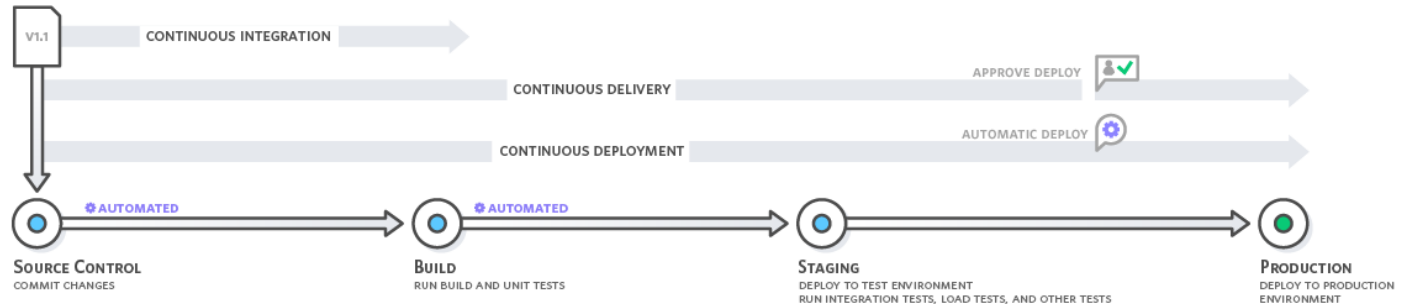 V1.1
CONTINUOUS INTEGRATION
APPROVE DEPLOY
CONTINUOUS DELIVERY
AUTOMATIC DEPLOY
CONTINUOUS DEPLOYMENT
AUTOMATED
AUTOMATED
SOURCE CONTROL
COMMIT CHANGES
BUILD
RUN BUILD AND UNIT TESTS
STAGING
DEPLOY TO TEST ENVIRONMENT
RUN INTEGRATION TESTS, LOAD TESTS, AND OTHER TESTS
PRODUCTION
DEPLOY TO PRODUCTION
ENVIRONMENT